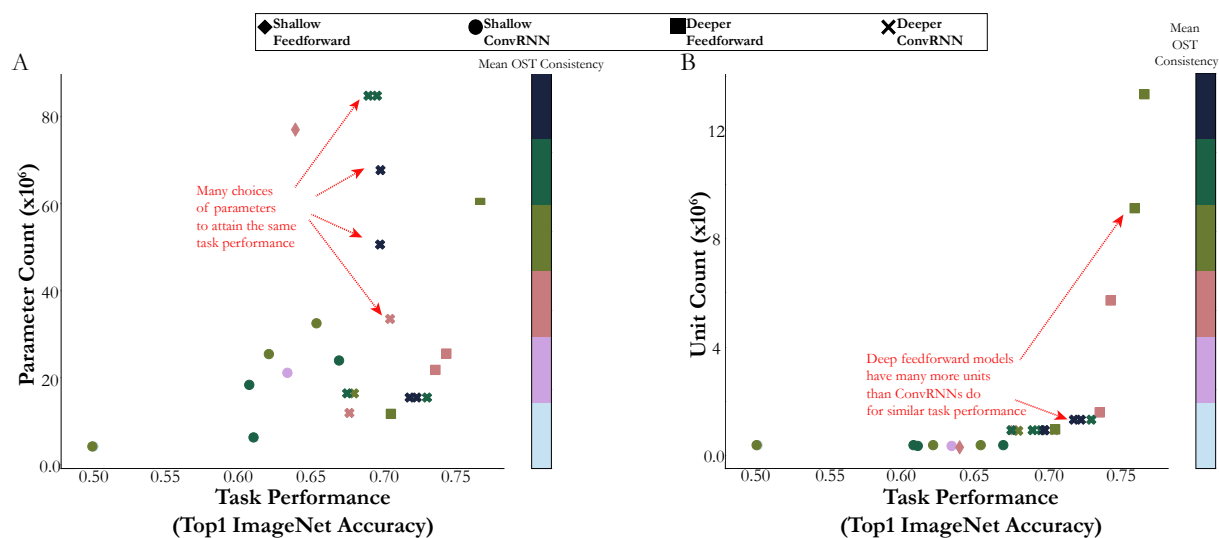 Shallow Feedforward
Shallow ConvRNN
Deeper Feedforward
Deeper ConvRNN
A
Mean OST Consistency
Parameter Count (x10⁶)
80
60
40
20
0.0
Many choices
of parameters
to attain the same
task performance
0.50
0.55
0.60
0.65
0.70
0.75
Task Performance
(Top1 ImageNet Accuracy)
B
Mean
OST
Consistency
Unit Count (x10⁶)
12
8
4
0.0
Deep feedforward models
have many more units
than ConvRNNs do
for similar task performance
0.50
0.55
0.60
0.65
0.70
0.75
Task Performance
(Top1 ImageNet Accuracy)